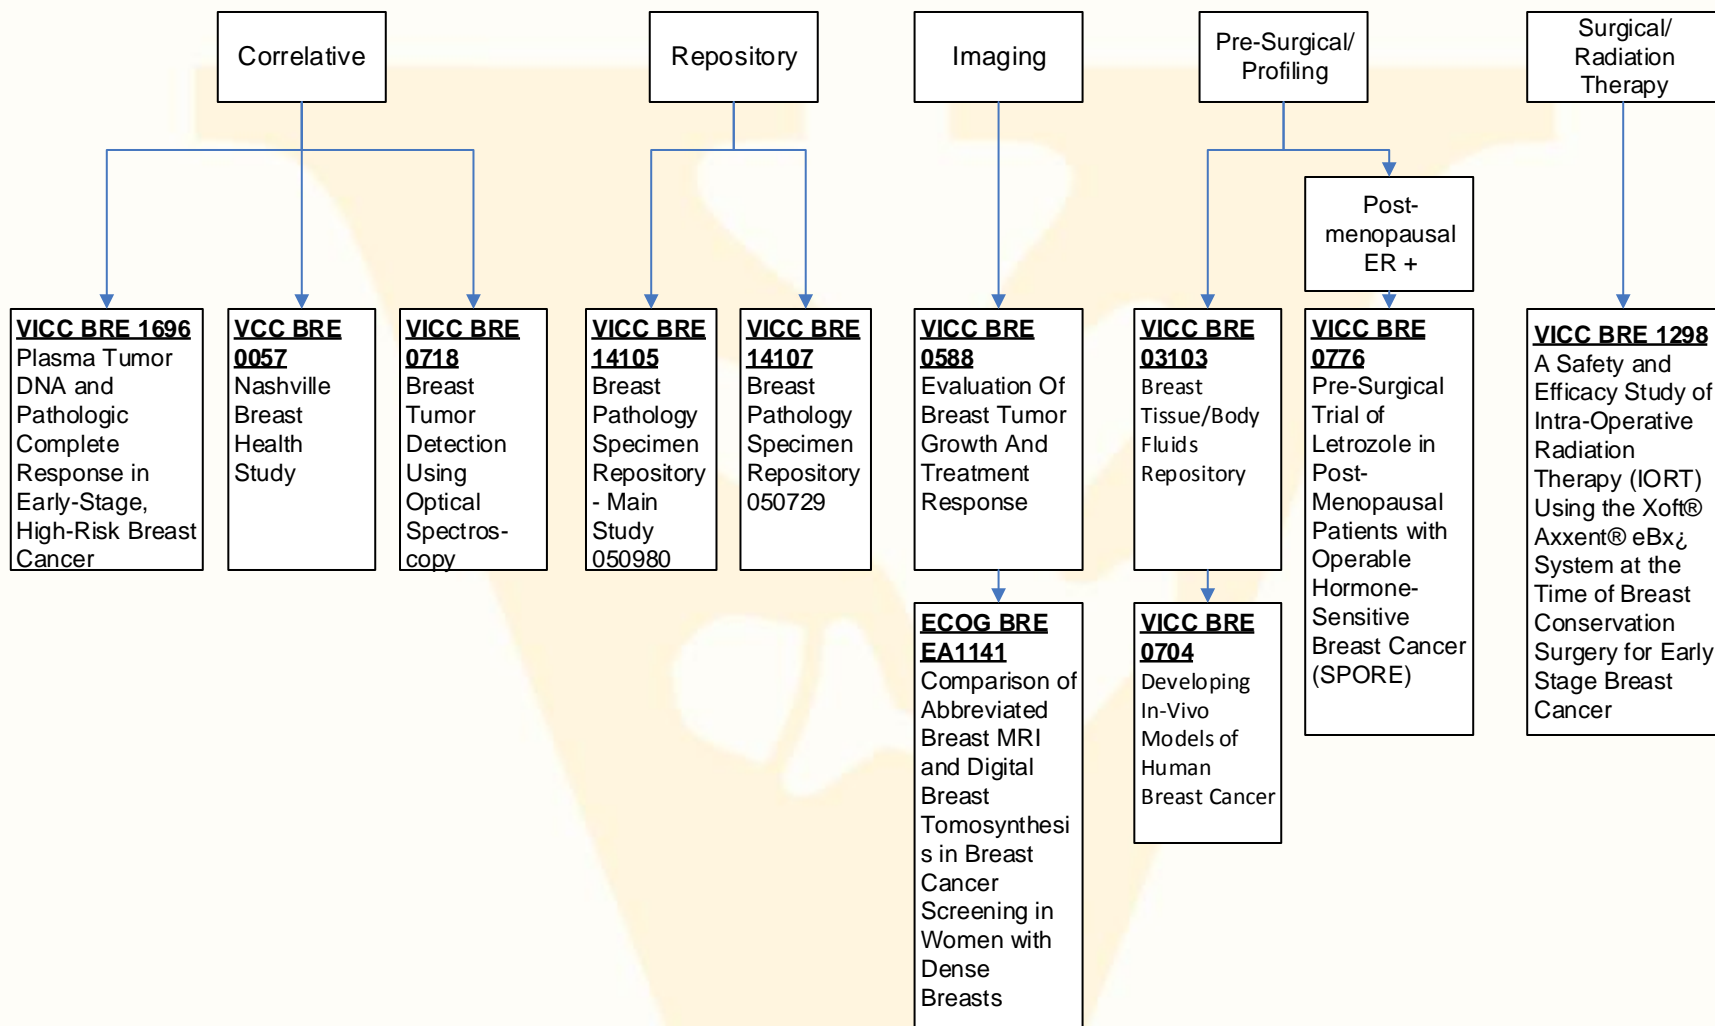 Correlative
Repository
Imaging
Pre-Surgical/
Profiling
Surgical/
Radiation
Therapy
Post-
menopausal
ER +
VICC BRE 1696
Plasma Tumor
DNA and
Pathologic
Complete
Response in
Early-Stage,
High-Risk Breast
Cancer
VCC BRE
0057
Nashville
Breast
Health
Study
VICC BRE
0718
Breast
Tumor
Detection
Using
Optical
Spectros-
copy
VICC BRE
14105
Breast
Pathology
Specimen
Repository
- Main
Study
050980
VICC BRE
14107
Breast
Pathology
Specimen
Repository
050729
VICC BRE
0588
Evaluation Of
Breast Tumor
Growth And
Treatment
Response
VICC BRE
03103
Breast
Tissue/Body
Fluids
Repository
VICC BRE
0776
Pre-Surgical
Trial of
Letrozole in
Post-
Menopausal
Patients with
Operable
Hormone-
Sensitive
Breast Cancer
(SPORE)
VICC BRE 1298
A Safety and
Efficacy Study of
Intra-Operative
Radiation
Therapy (IORT)
Using the Xoft®
Axxent® eBx¿
System at the
Time of Breast
Conservation
Surgery for Early
Stage Breast
Cancer
ECOG BRE
EA1141
Comparison of
Abbreviated
Breast MRI
and Digital
Breast
Tomosynthesi
s in Breast
Cancer
Screening in
Women with
Dense
Breasts
VICC BRE
0704
Developing
In-Vivo
Models of
Human
Breast Cancer